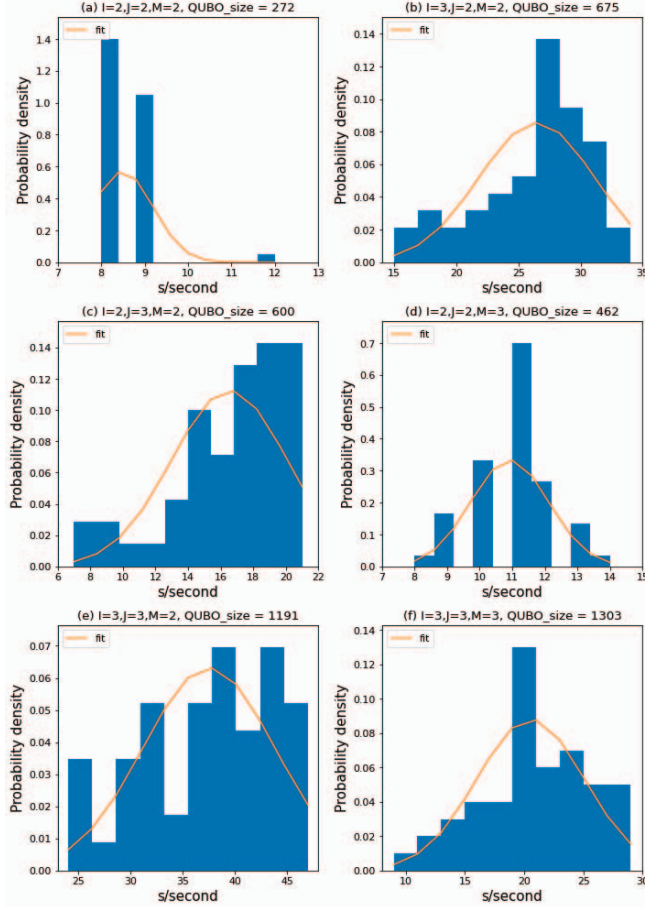 (a) I=2,J=2,M=2, QUBO_size = 272
fit
Probability density
1.4
1.2
1.0
0.8
0.6
0.4
0.2
0.0
7 8 9 10 11 12 13
s/second
(b) I=3,J=2,M=2, QUBO_size = 675
fit
Probability density
0.14
0.12
0.10
0.08
0.06
0.04
0.02
0.00
15 20 25 30 35
s/second
(c) I=2,J=3,M=2, QUBO_size = 600
fit
Probability density
0.14
0.12
0.10
0.08
0.06
0.04
0.02
0.00
6 8 10 12 14 16 18 20 22
s/second
(d) I=2,J=2,M=3, QUBO_size = 462
fit
Probability density
0.7
0.6
0.5
0.4
0.3
0.2
0.1
0.0
7 8 9 10 11 12 13 14 15
s/second
(e) I=3,J=3,M=2, QUBO_size = 1191
fit
Probability density
0.07
0.06
0.05
0.04
0.03
0.02
0.01
0.00
25 30 35 40 45
s/second
(f) I=3,J=3,M=3, QUBO_size = 1303
fit
Probability density
0.14
0.12
0.10
0.08
0.06
0.04
0.02
0.00
10 15 20 25 30
s/second